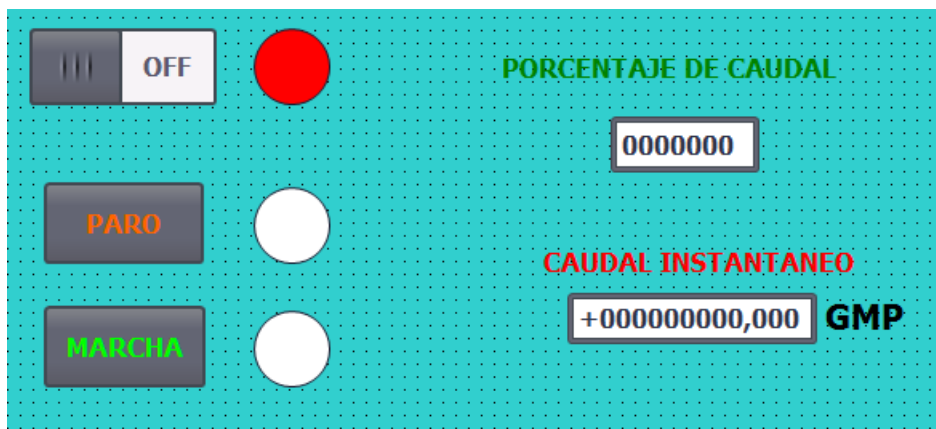 OFF
PORCENTAJE DE CAUDAL
0000000
PARO
CAUDAL INSTANTANEO
+000000000,000 GMP
MARCHA